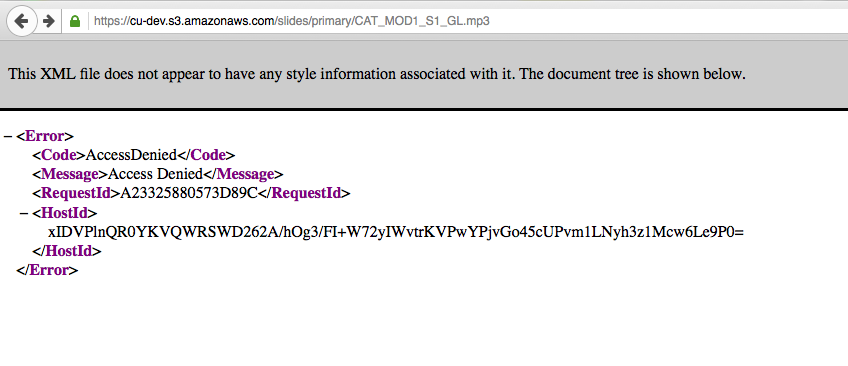 https://cu-dev.s3.amazonaws.com/slides/primary/CAT_MOD1_S1_GL.mp3
This XML file does not appear to have any style information associated with it. The document tree is shown below.
– <Error>
<Code>AccessDenied</Code>
<Message>Access Denied</Message>
<RequestId>A23325880573D89C</RequestId>
– <HostId>
xIDVPlnQR0YKVQWRSWD262A/hOg3/FI+W72yIWvtrKVPwYPjvGo45cUPvm1LNyh3z1Mcw6Le9P0=
</HostId>
</Error>